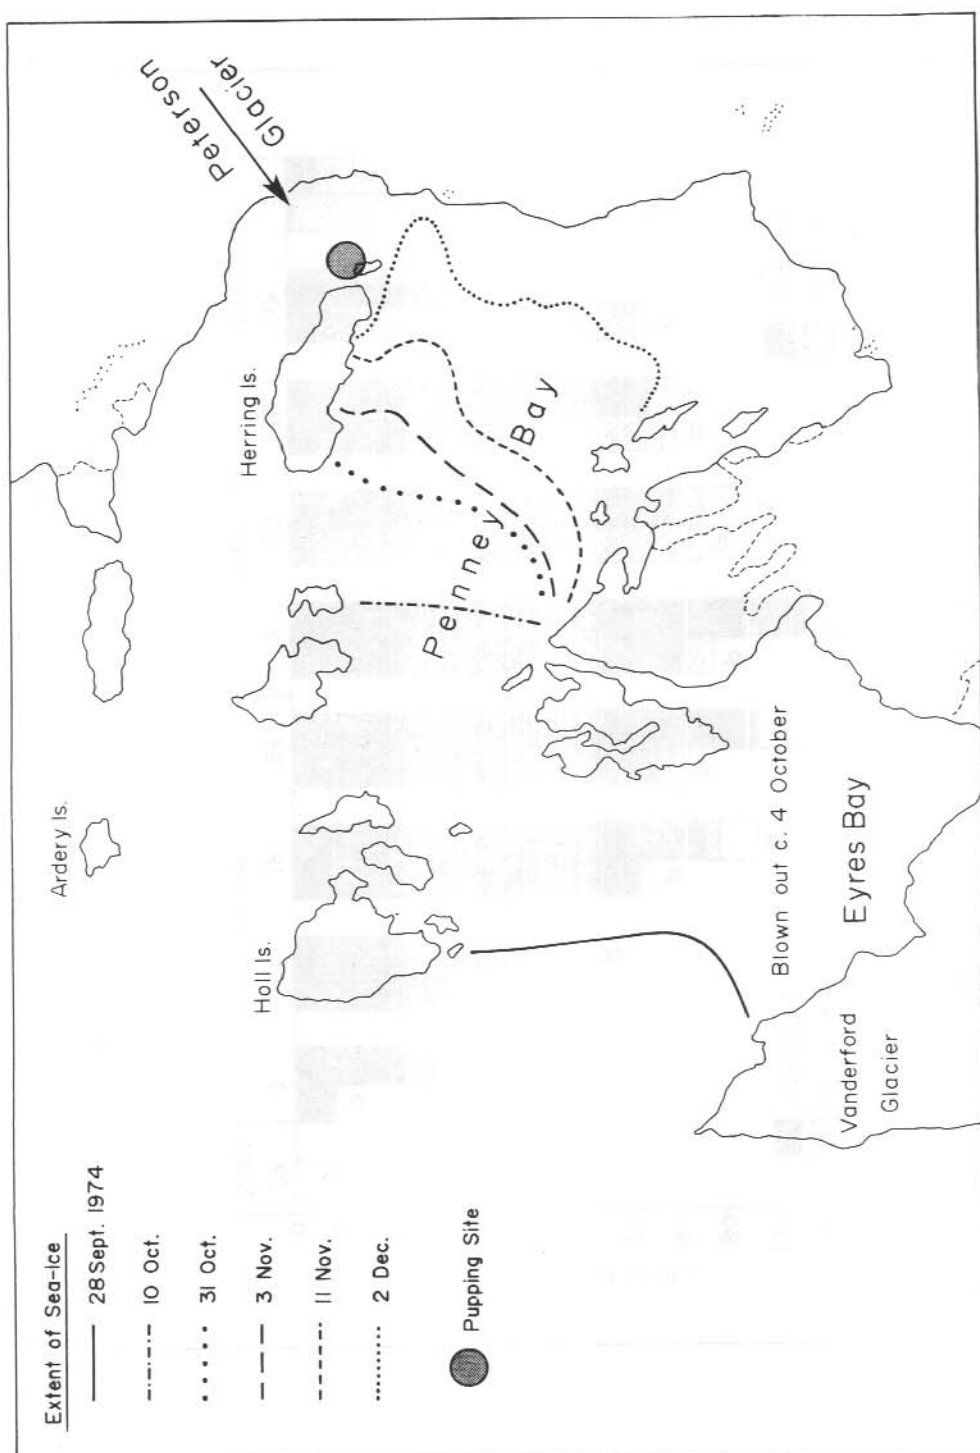 Extent of Sea-Ice
28 Sept. 1974
10 Oct.
31 Oct.
3 Nov.
11 Nov.
2 Dec.
Pupping Site
Peterson
Glacier
Herring Is.
Ardery Is.
Holl Is.
Penney Bay
Blown out c. 4 October
Eyres Bay
Vanderford
Glacier